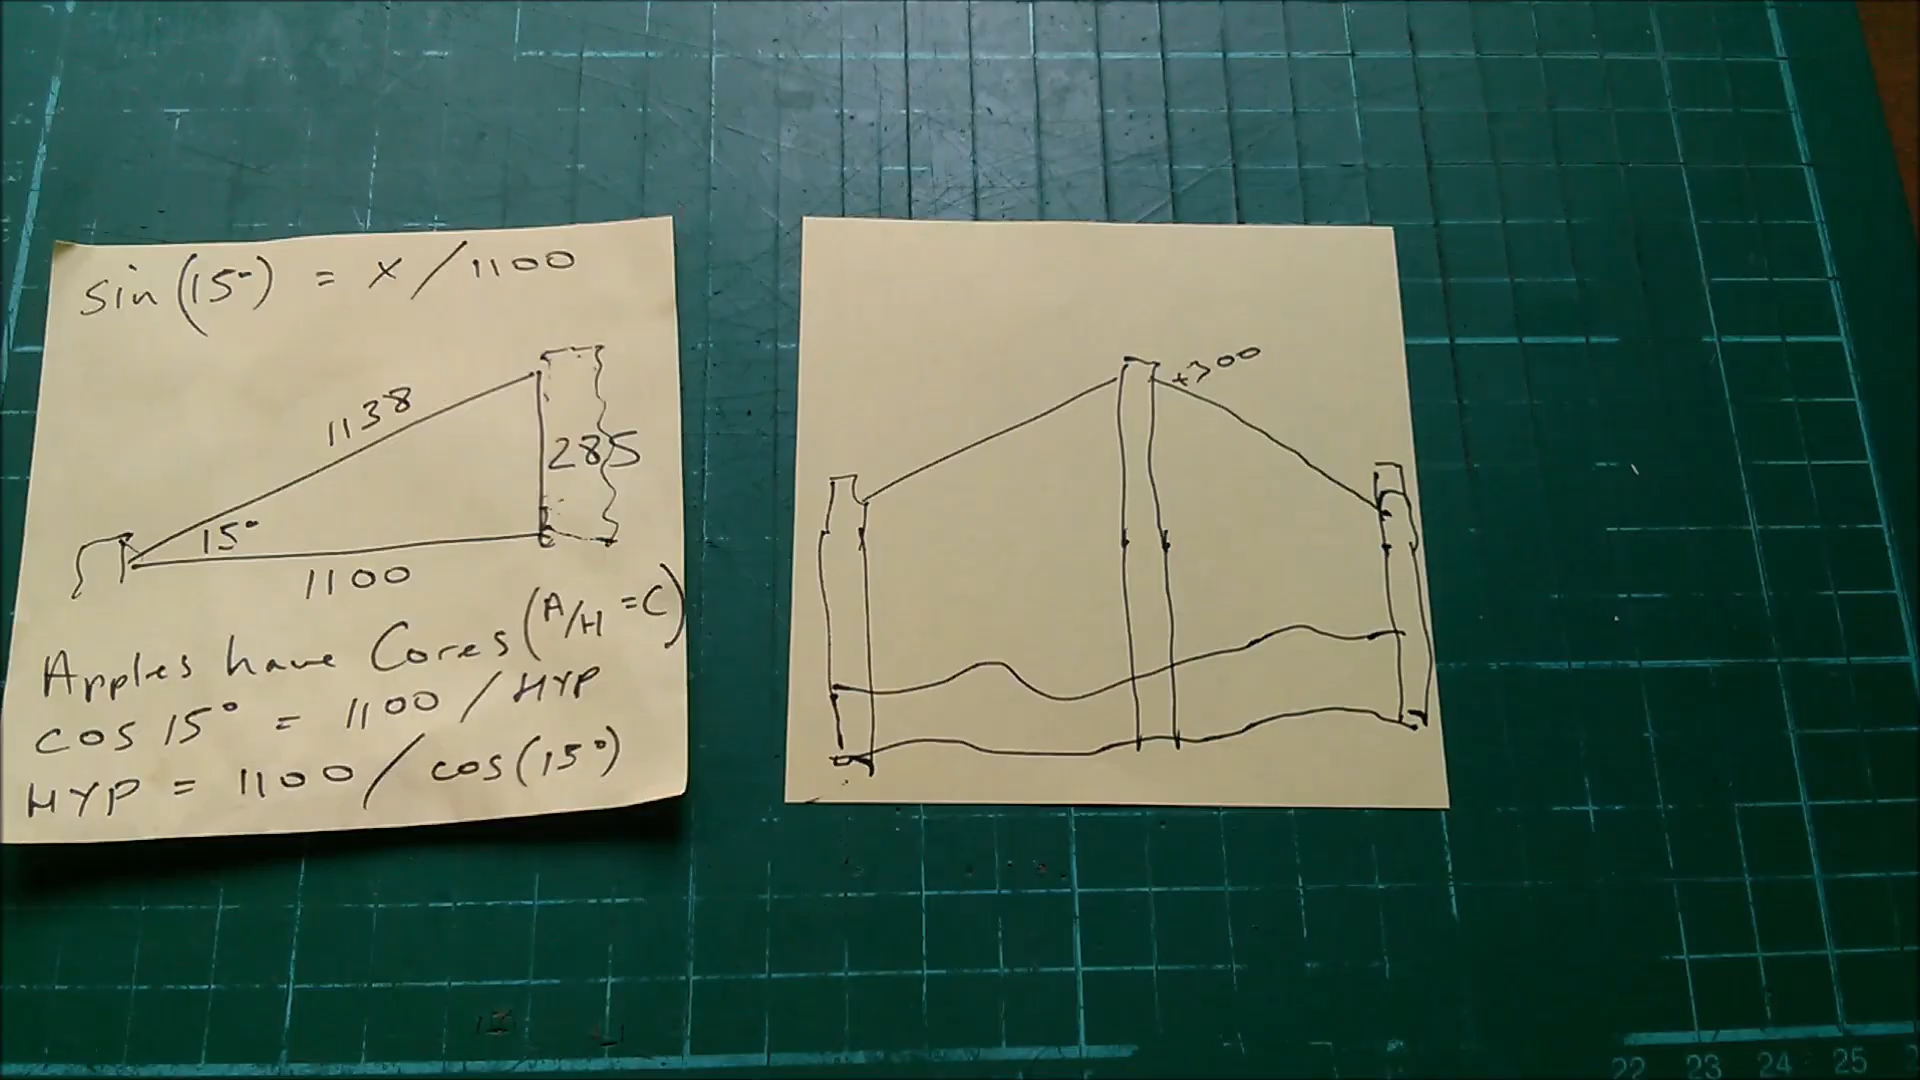 sin(15°) = x/1100
1138
285
15°
1100
Apples have Cores (A/H = C)
cos 15° = 1100 / HYP
HYP = 1100 / cos(15°)
+300
22 23 24 25